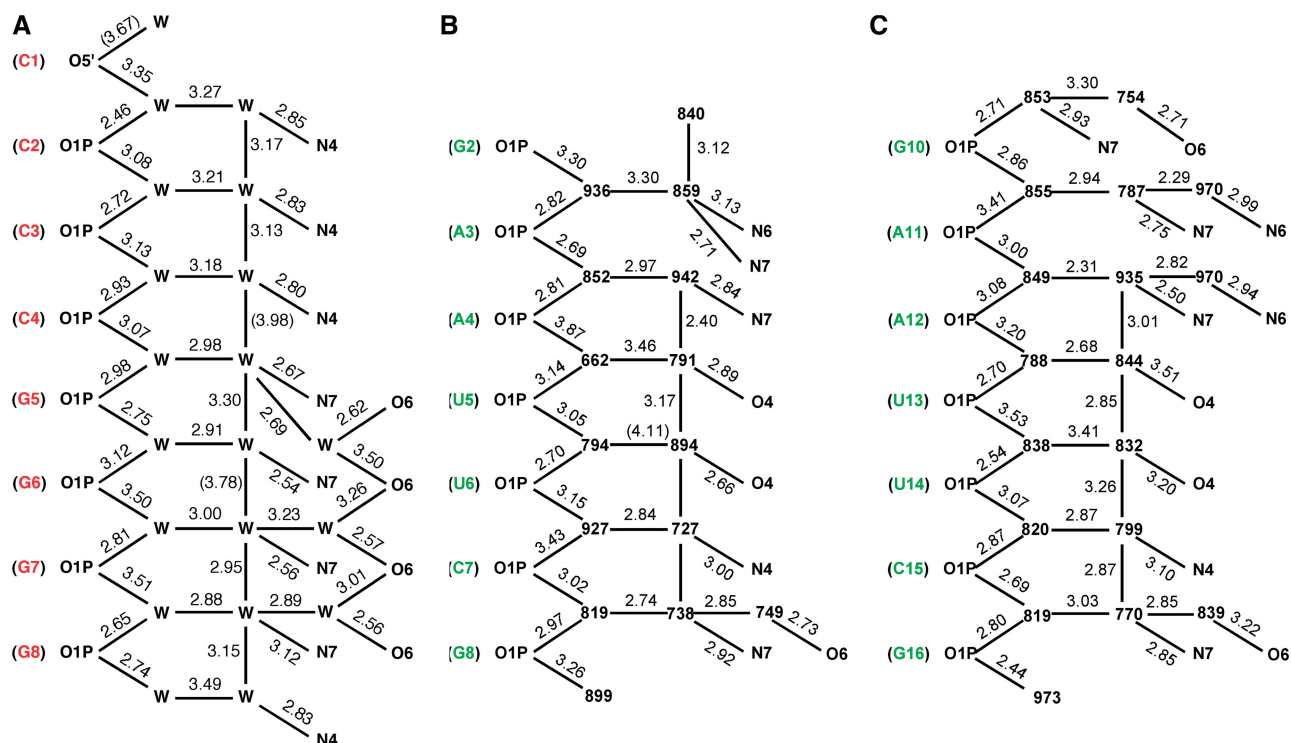 A B C
(3.67) W
(C1) O5' 3.35
W 3.27 W
2.46 2.85
(C2) O1P 3.17 N4
3.08
W 3.21 W
2.72 2.83
(C3) O1P 3.13 N4
3.13
W 3.18 W
2.93 2.80
(C4) O1P (3.98) N4
3.07
W 2.98 W
2.98 2.67
(G5) O1P 3.30 N7 2.62 O6
2.75 2.69
W 2.91 W W
3.12 2.54 3.50
(G6) O1P (3.78) N7 O6
3.50 3.26
W 3.00 W 3.23 W
2.81 2.56 2.57
(G7) O1P 2.95 N7 O6
3.51 3.01
W 2.88 W 2.89 W
2.65 3.12 2.56
(G8) O1P 3.15 N7 O6
2.74
W 3.49 W
2.83
N4
840
(G2) O1P 3.12
3.30
936 3.30 859
2.82 3.13
(A3) O1P N6
2.69 2.71 N7
852 2.97 942
2.81 2.84
(A4) O1P 2.40 N7
3.87
662 3.46 791
3.14 2.89
(U5) O1P 3.17 O4
3.05
794 (4.11) 894
2.70 2.66
(U6) O1P O4
3.15
927 2.84 727
3.43 3.00
(C7) O1P N4
3.02
819 2.74 738 2.85 749
2.97 2.92 2.73
(G8) O1P O6
3.26
899
853 3.30 754
2.71 2.93 2.71
(G10) O1P N7 O6
2.86
855 2.94 787 2.29 970
3.41 2.75 2.99
(A11) O1P N7 N6
3.00
849 2.31 935 2.82 970
3.08 2.50 2.94
(A12) O1P 3.01 N7 N6
3.20
788 2.68 844
2.70 3.51
(U13) O1P 2.85 O4
3.53
838 3.41 832
2.54 3.20
(U14) O1P 3.26 O4
3.07
820 2.87 799
2.87 3.10
(C15) O1P 2.87 N4
2.69
819 3.03 770 2.85 839
2.80 2.85 3.22
(G16) O1P N7 O6
2.44
973